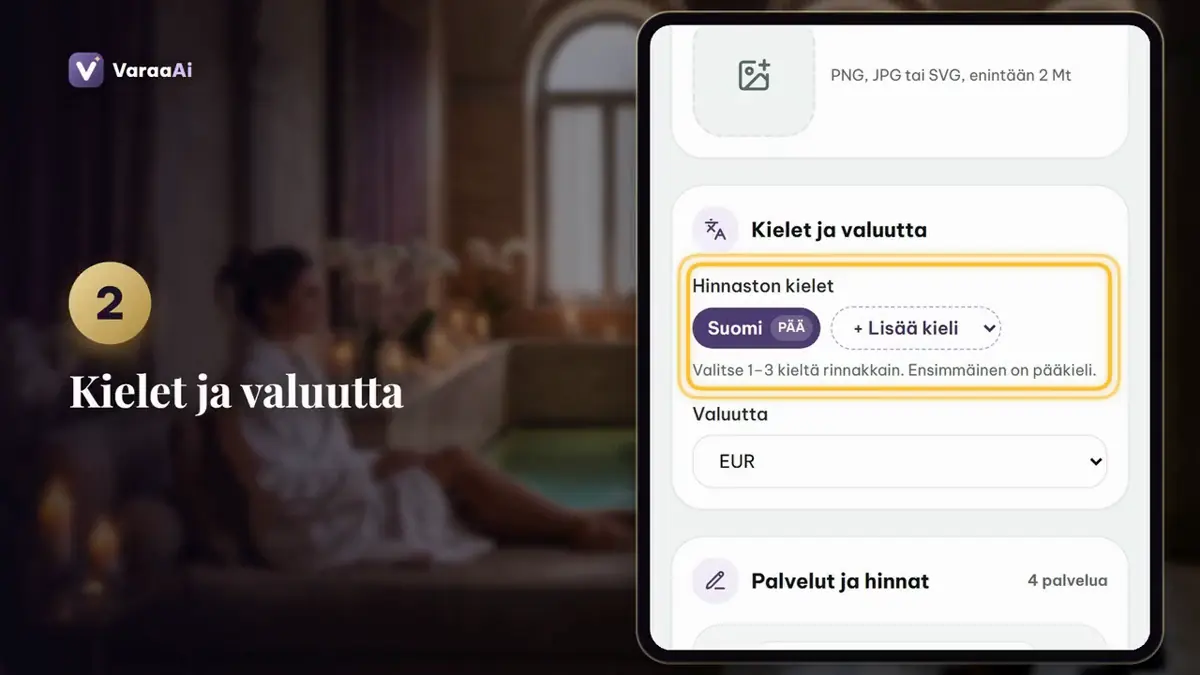 VaraaAi
2
Kielet ja valuutta
PNG, JPG tai SVG, enintään 2 Mt
Kielet ja valuutta
Hinnaston kielet
Suomi PÄÄ + Lisää kieli
Valitse 1–3 kieltä rinnakkain. Ensimmäinen on pääkieli.
Valuutta
EUR
Palvelut ja hinnat 4 palvelua